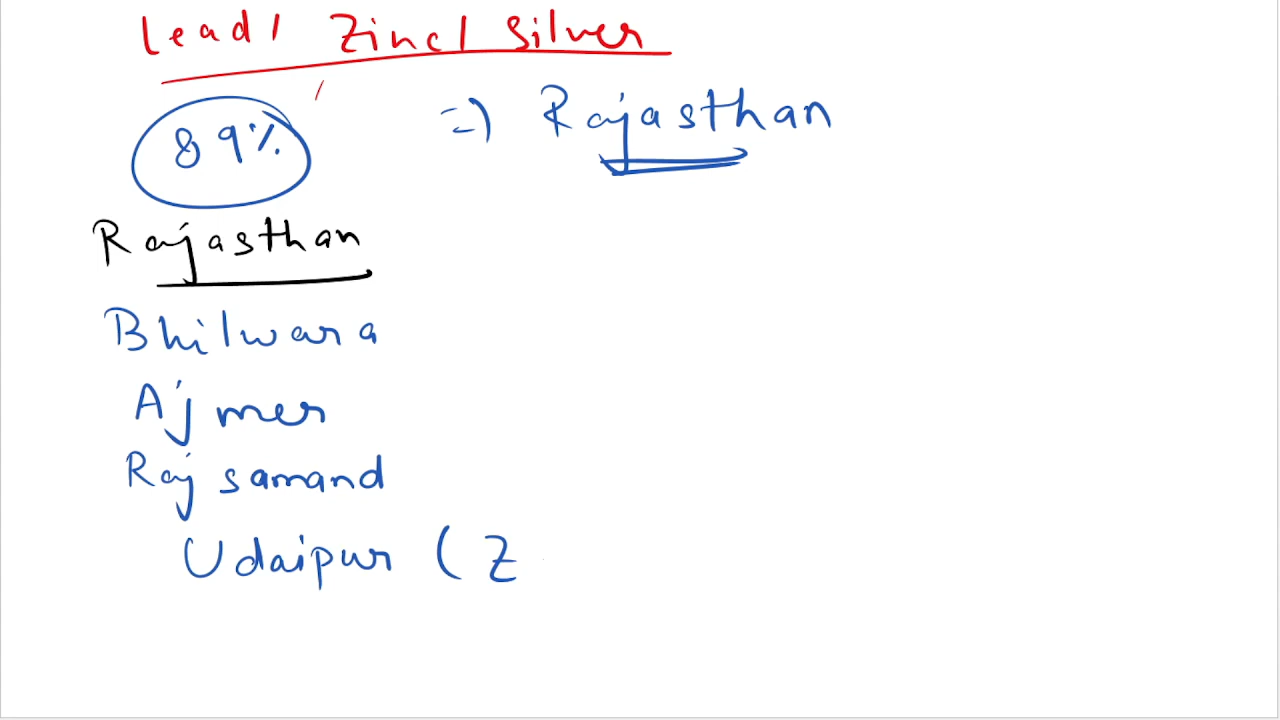 Lead/ Zinc/ Silver
89% => Rajasthan
Rajasthan
Bhilwara
Ajmer
Rajsamand
Udaipur ( Z